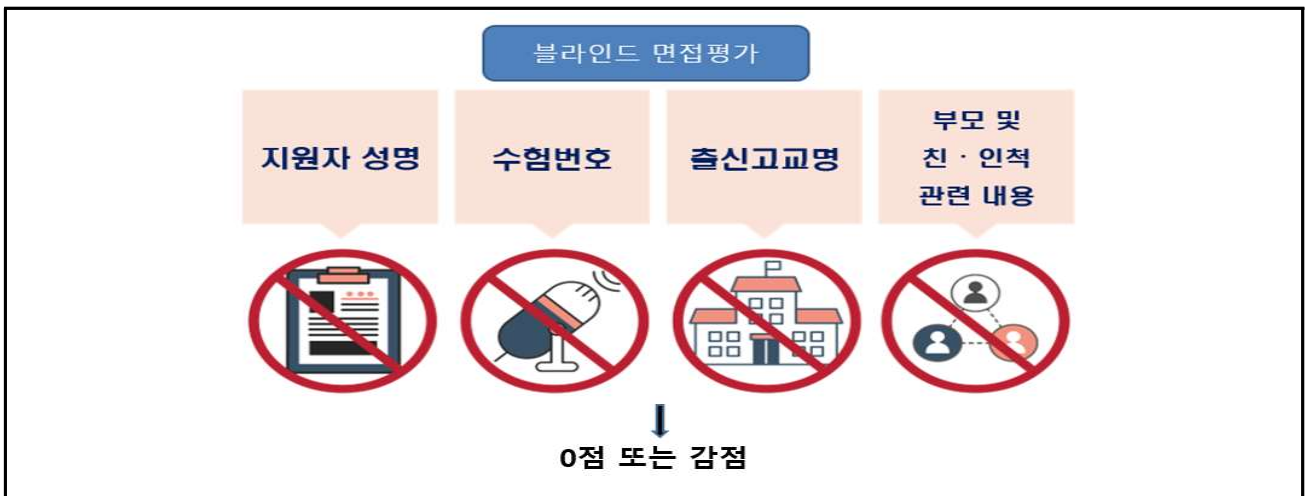 블라인드 면접평가
지원자 성명
수험번호
출신고교명
부모 및
친 · 인척
관련 내용
0점 또는 감점